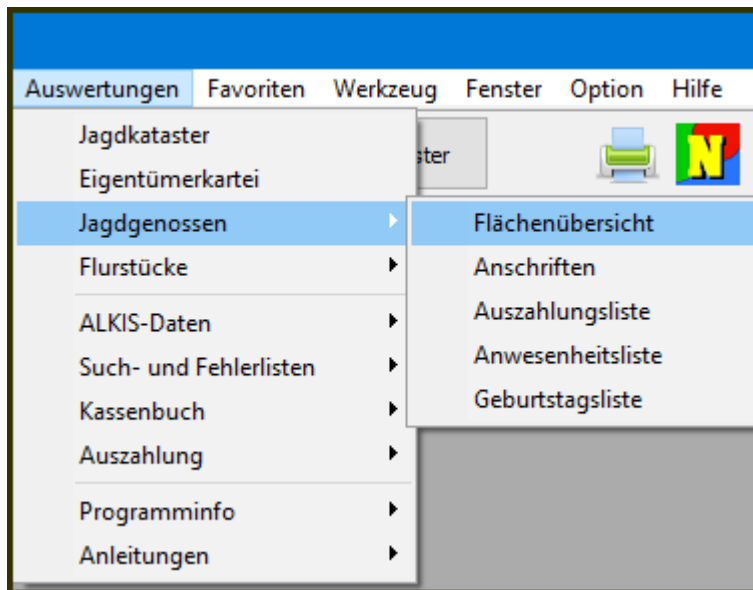 Auswertungen Favoriten Werkzeug Fenster Option Hilfe
Jagdkataster
Eigentümerkartei
Jagdgenossen
Flurstücke
ALKIS-Daten
Such- und Fehlerlisten
Kassenbuch
Auszahlung
Programminfo
Anleitungen
ster
N
Flächenübersicht
Anschriften
Auszahlungsliste
Anwesenheitsliste
Geburtstagsliste